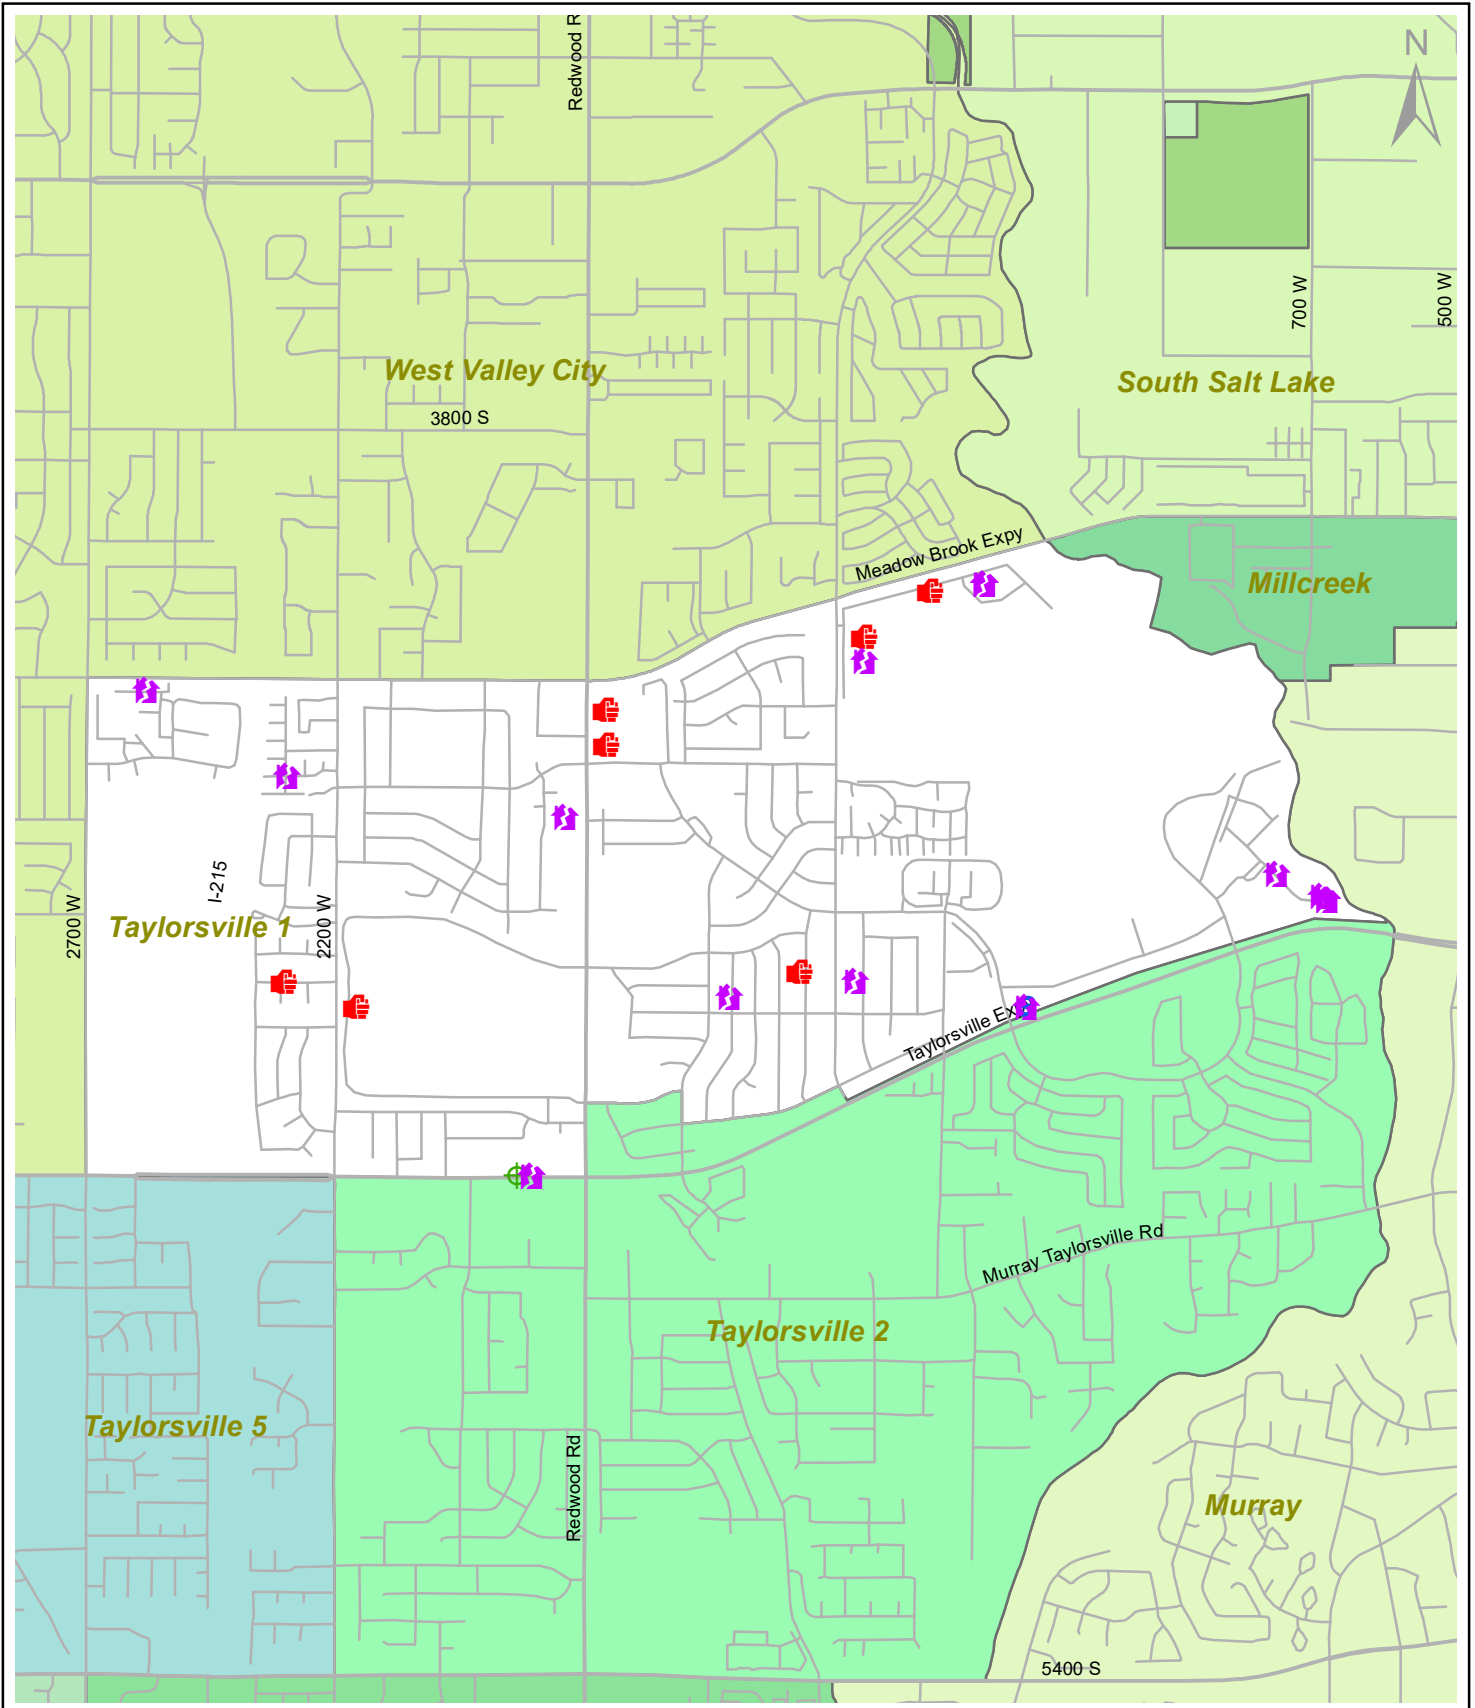 Redwood R
N
700 W
500 W
West Valley City
South Salt Lake
3800 S
Meadow Brook Expy
Millcreek
I-215
2700 W
2200 W
Taylorsville 1
Taylorsville Ex
Murray Taylorsville Rd
Taylorsville 2
Taylorsville 5
Redwood Rd
Murray
5400 S